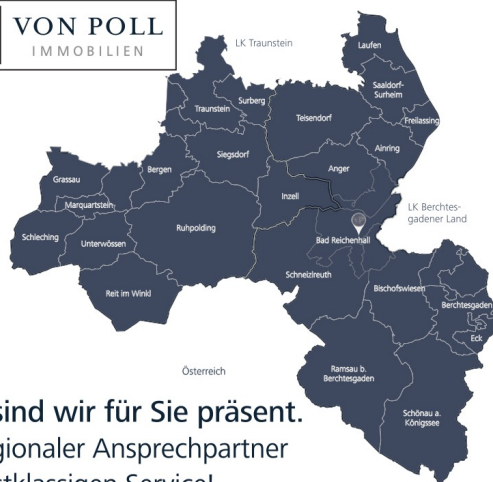 VON POLL
IMMOBILIEN
LK Traunstein
Laufen
Saaldorf-
Surheim
Surberg
Traunstein
Teisendorf
Freilassing
Ainring
Siegsdorf
Anger
Bergen
Grassau
Inzell
Marquartstein
LK Berchtes-
gadener Land
Ruhpolding
Schleching
Unterwössen
Bad Reichenhall
Schneizlreuth
Bischofswiesen
Reit im Winkl
Berchtesgaden
Eck
Österreich
Ramsau b.
Berchtesgaden
Schönau a.
Königssee
sind wir für Sie präsent.
gionaler Ansprechpartner
stklassigen Service!